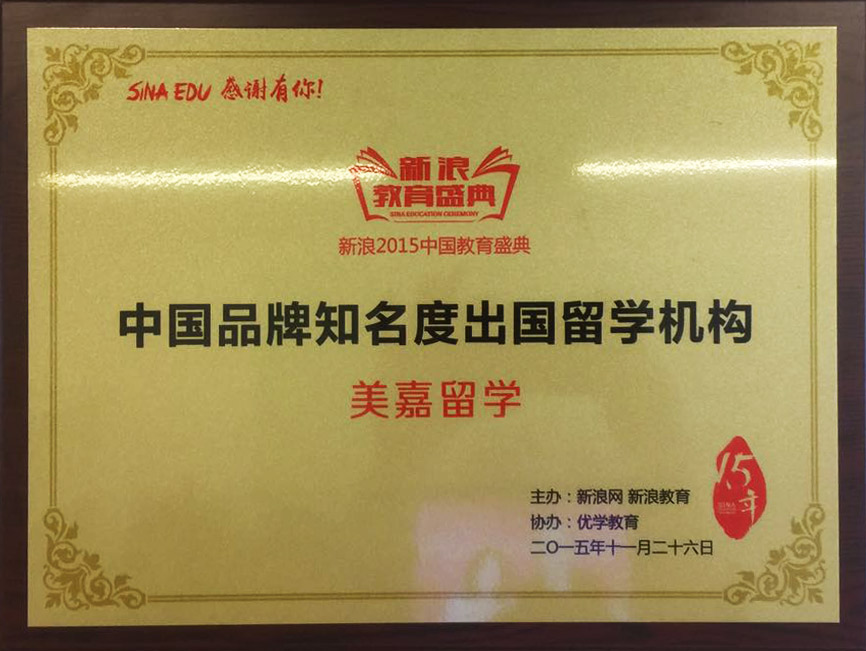 SINA EDU 感谢有你!
新浪
教育盛典
SINA EDUCATION CEREMONY
新浪2015中国教育盛典
中国品牌知名度出国留学机构
美嘉留学
15年
主办：新浪网 新浪教育
协办：优学教育
二〇一五年十一月二十六日